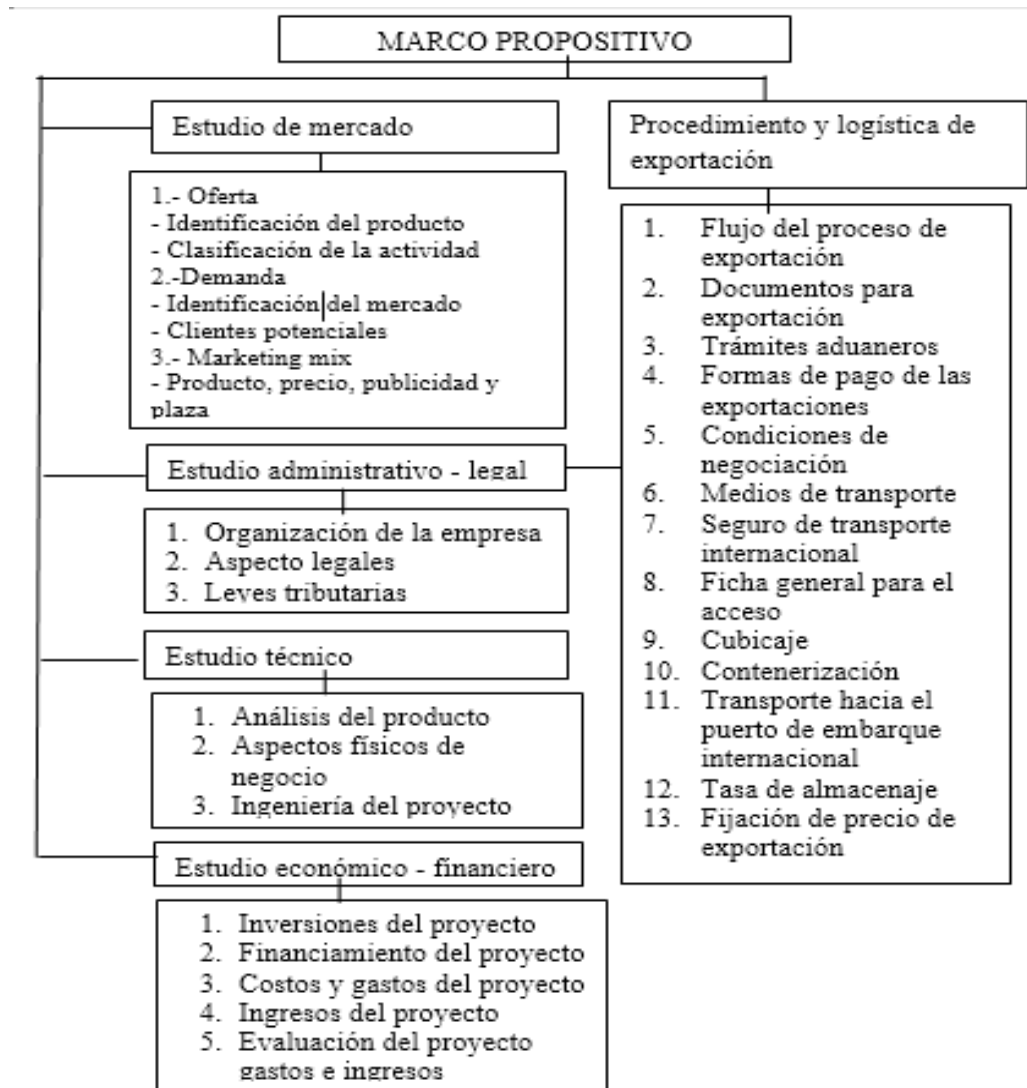 MARCO PROPOSITIVO
Estudio de mercado
1.- Oferta
- Identificación del producto
- Clasificación de la actividad
2.-Demanda
- Identificación del mercado
- Clientes potenciales
3.- Marketing mix
- Producto, precio, publicidad y
plaza
Estudio administrativo - legal
1. Organización de la empresa
2. Aspecto legales
3. Leyes tributarias
Estudio técnico
1. Análisis del producto
2. Aspectos físicos de
negocio
3. Ingeniería del proyecto
Estudio económico - financiero
1. Inversiones del proyecto
2. Financiamiento del proyecto
3. Costos y gastos del proyecto
4. Ingresos del proyecto
5. Evaluación del proyecto
gastos e ingresos
Procedimiento y logística de
exportación
1. Flujo del proceso de
exportación
2. Documentos para
exportación
3. Trámites aduaneros
4. Formas de pago de las
exportaciones
5. Condiciones de
negociación
6. Medios de transporte
7. Seguro de transporte
internacional
8. Ficha general para el
acceso
9. Cubicaje
10. Contenerización
11. Transporte hacia el
puerto de embarque
internacional
12. Tasa de almacenaje
13. Fijación de precio de
exportación